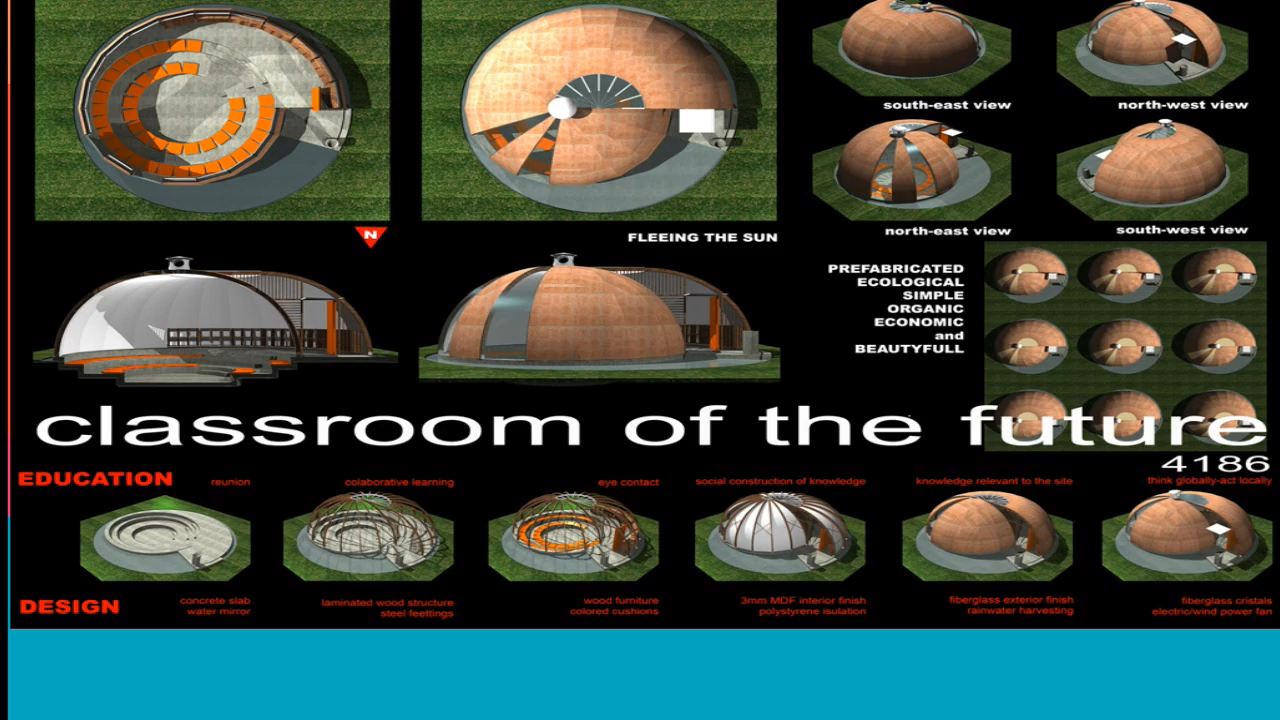 south-east view
north-west view
N
FLEEING THE SUN
north-east view
south-west view
PREFABRICATED
ECOLOGICAL
SIMPLE
ORGANIC
ECONOMIC
and
BEAUTYFULL
classroom of the future
4186
EDUCATION
reunion
colaborative learning
eye contact
social construction of knowledge
knowledge relevant to the site
think globally-act locally
DESIGN
concrete slab
water mirror
laminated wood structure
steel feettings
wood furniture
colored cushions
3mm MDF interior finish
polystyrene isulation
fiberglass exterior finish
rainwater harvesting
fiberglass cristals
electric/wind power fan